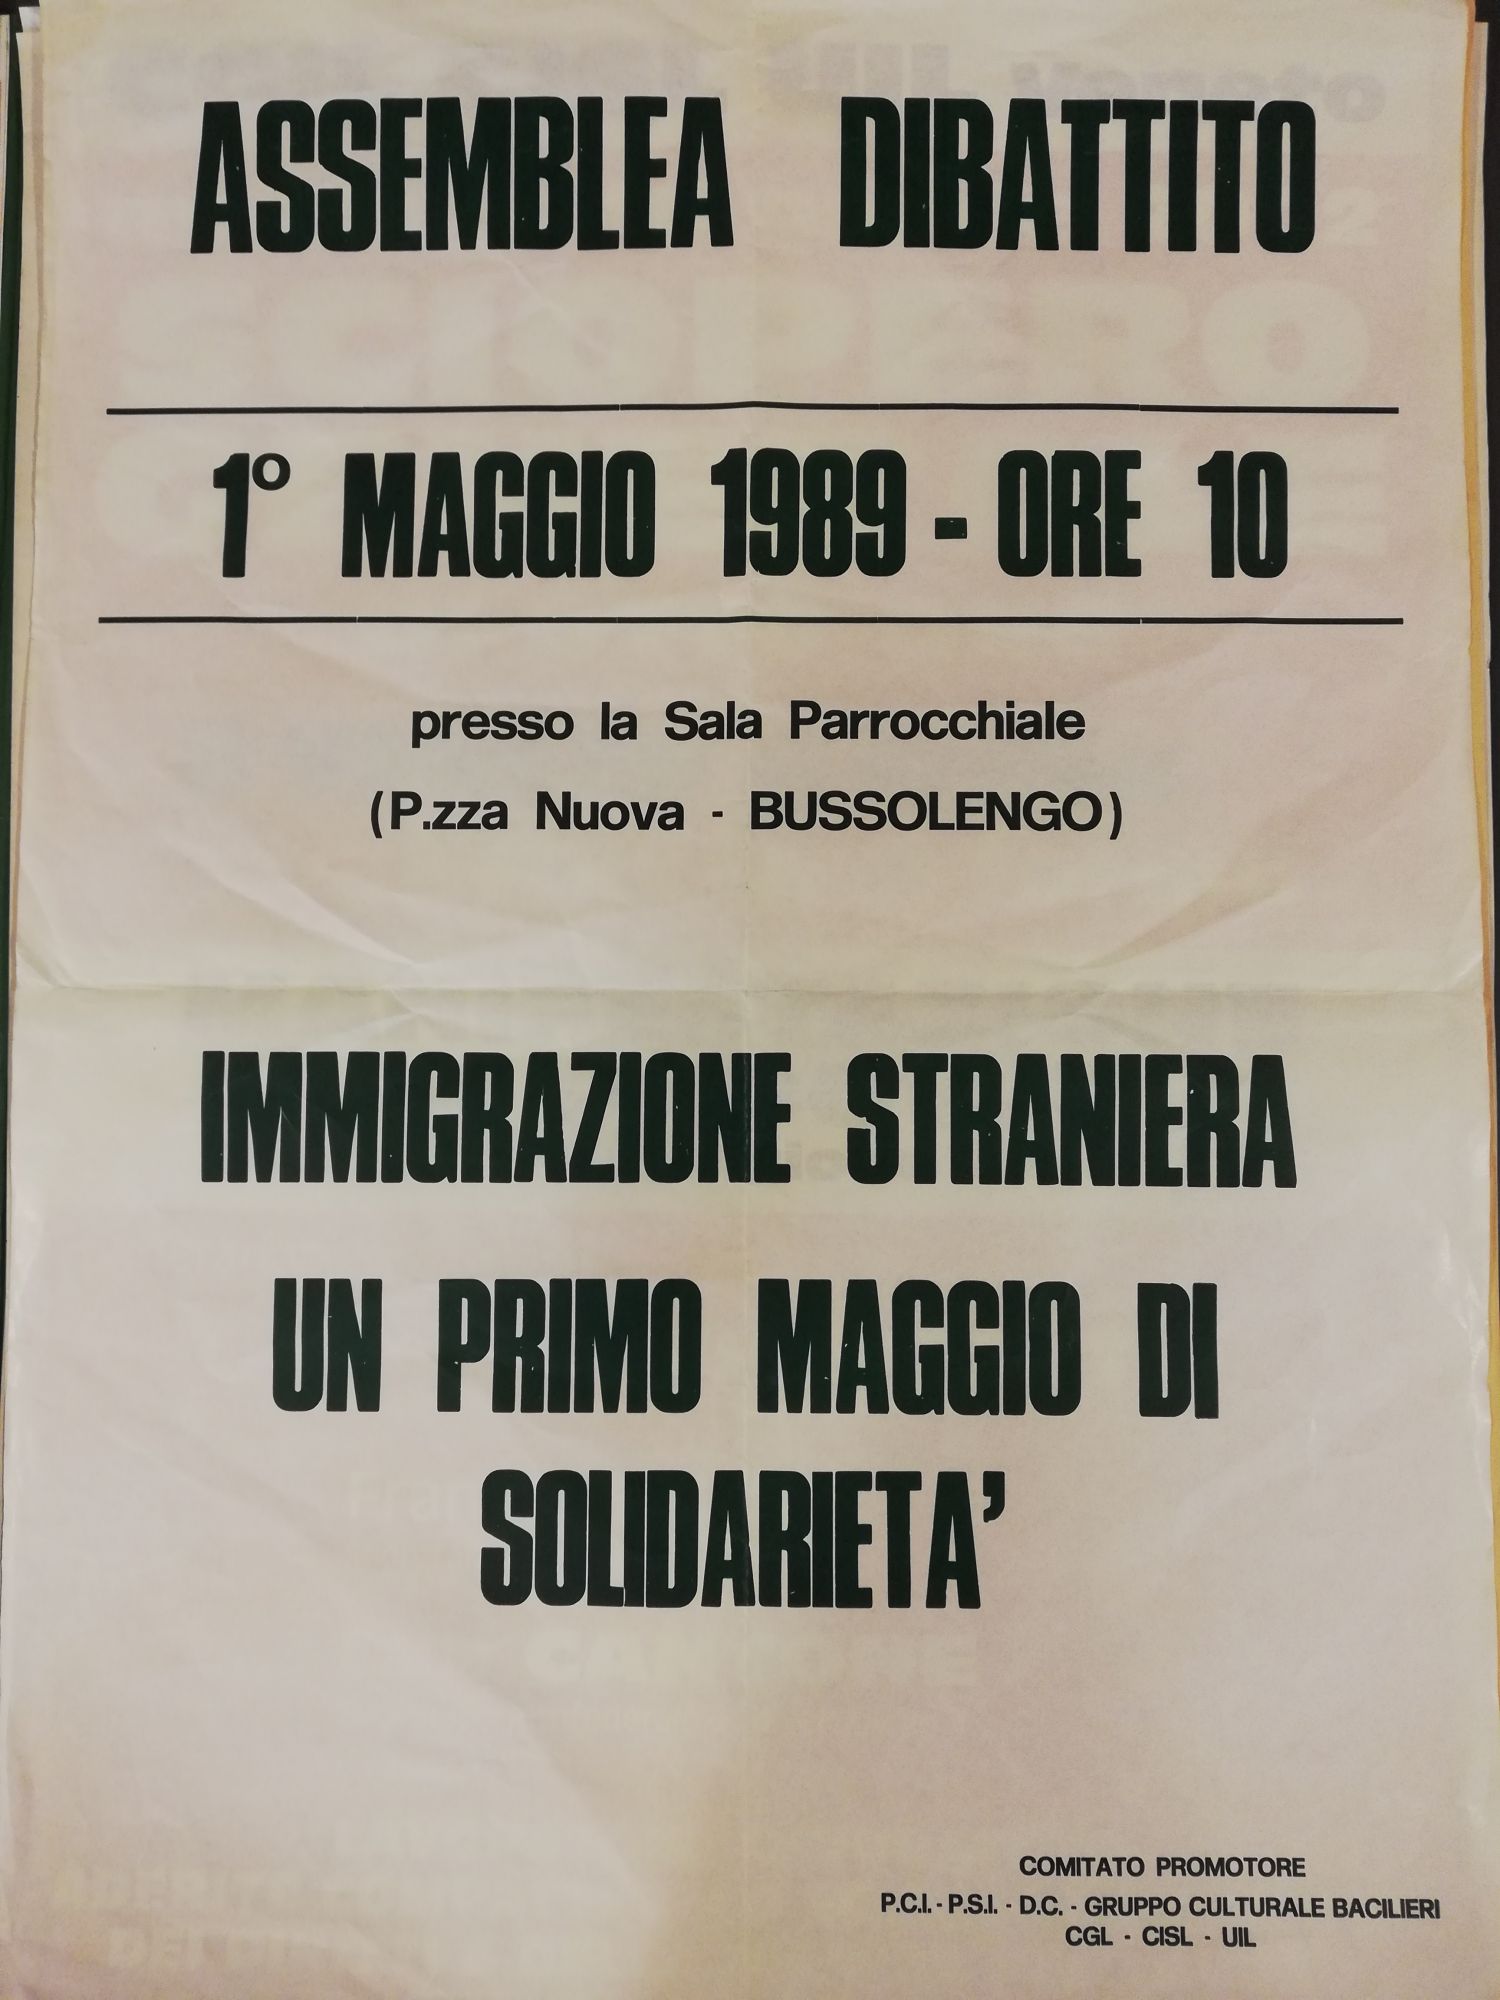 ASSEMBLEA DIBATTITO
1º MAGGIO 1989 - ORE 10
presso la Sala Parrocchiale
(P.zza Nuova - BUSSOLENGO)
IMMIGRAZIONE STRANIERA
UN PRIMO MAGGIO DI
SOLIDARIETA'
COMITATO PROMOTORE
P.C.I. - P.S.I. - D.C. - GRUPPO CULTURALE BACILIERI
CGL - CISL - UIL